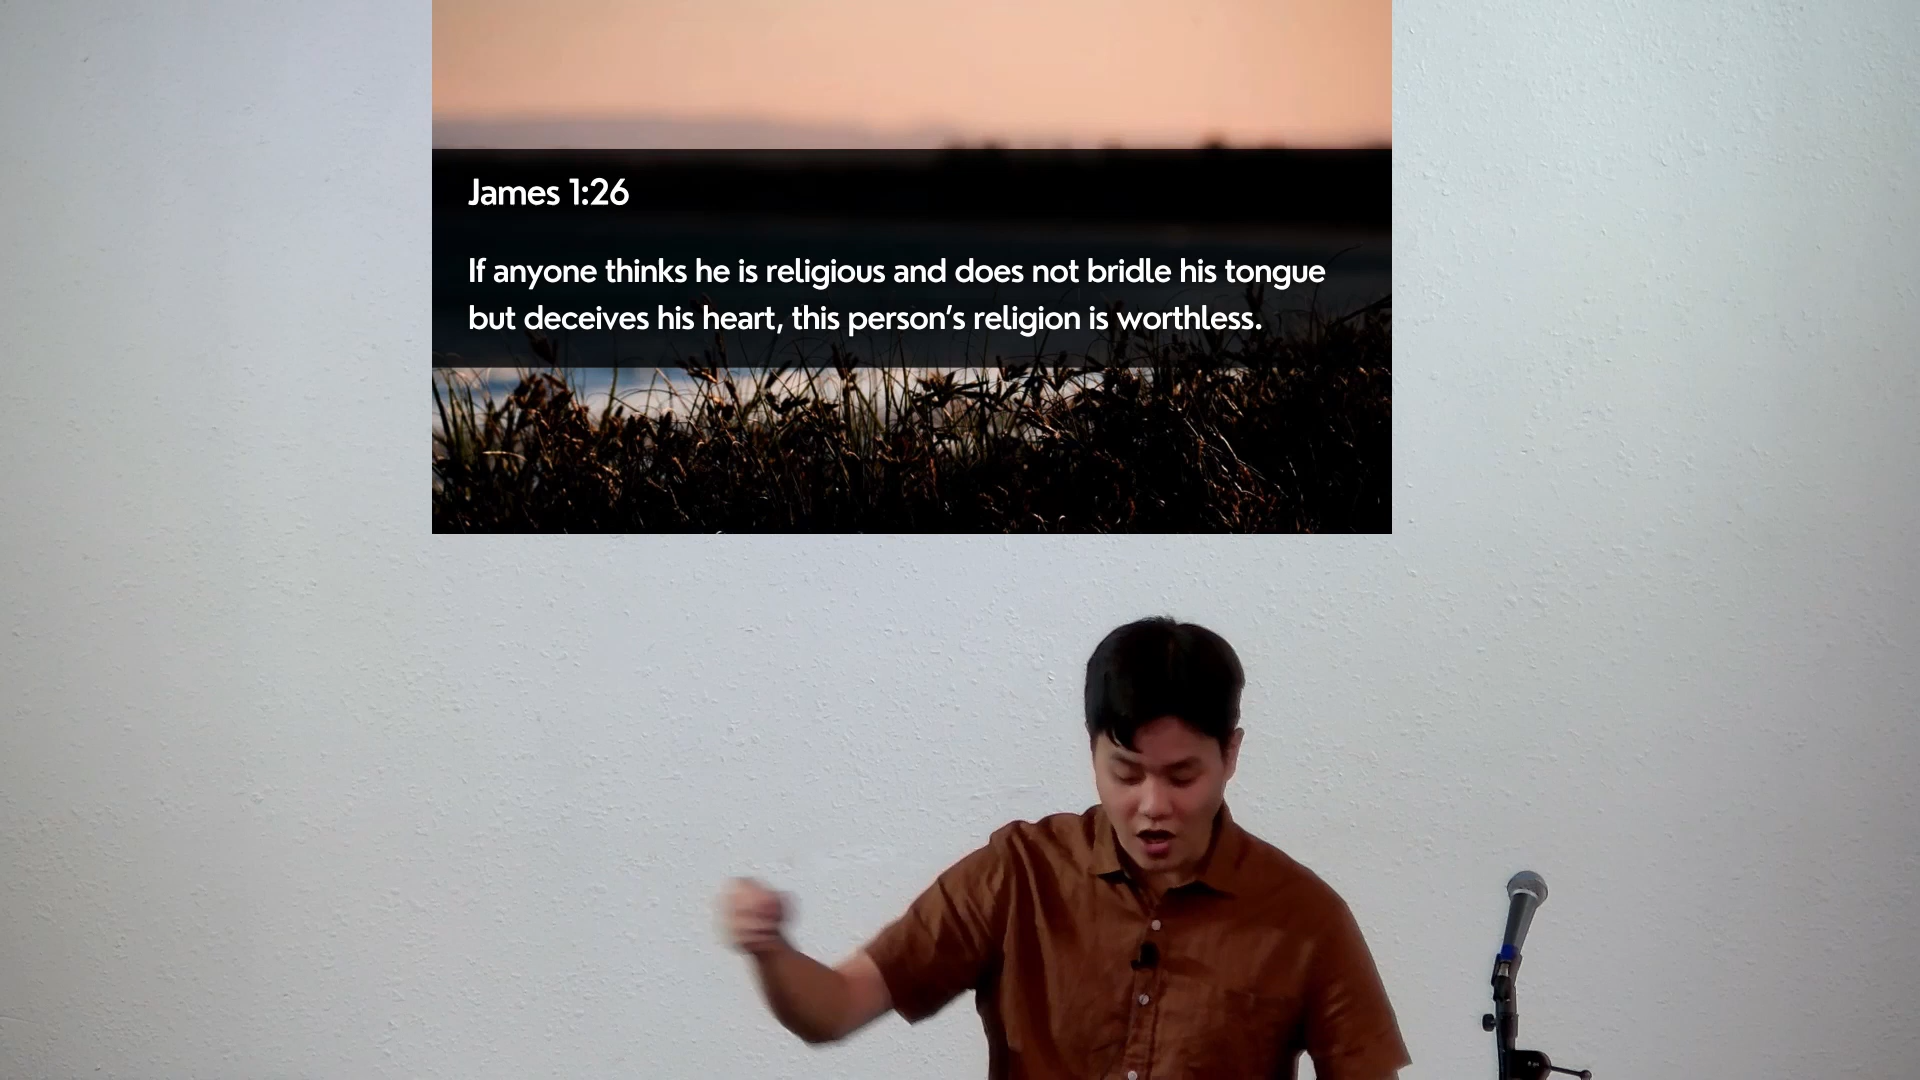 James 1:26
If anyone thinks he is religious and does not bridle his tongue
but deceives his heart, this person’s religion is worthless.